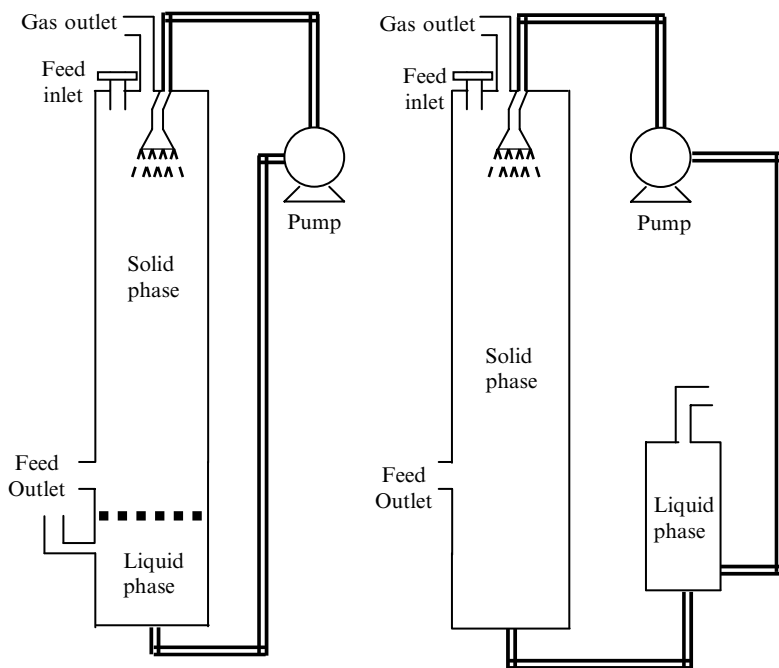 Gas outlet
Feed
inlet
Pump
Solid
phase
Feed
Outlet
Liquid
phase
Gas outlet
Feed
inlet
Pump
Solid
phase
Feed
Outlet
Liquid
phase